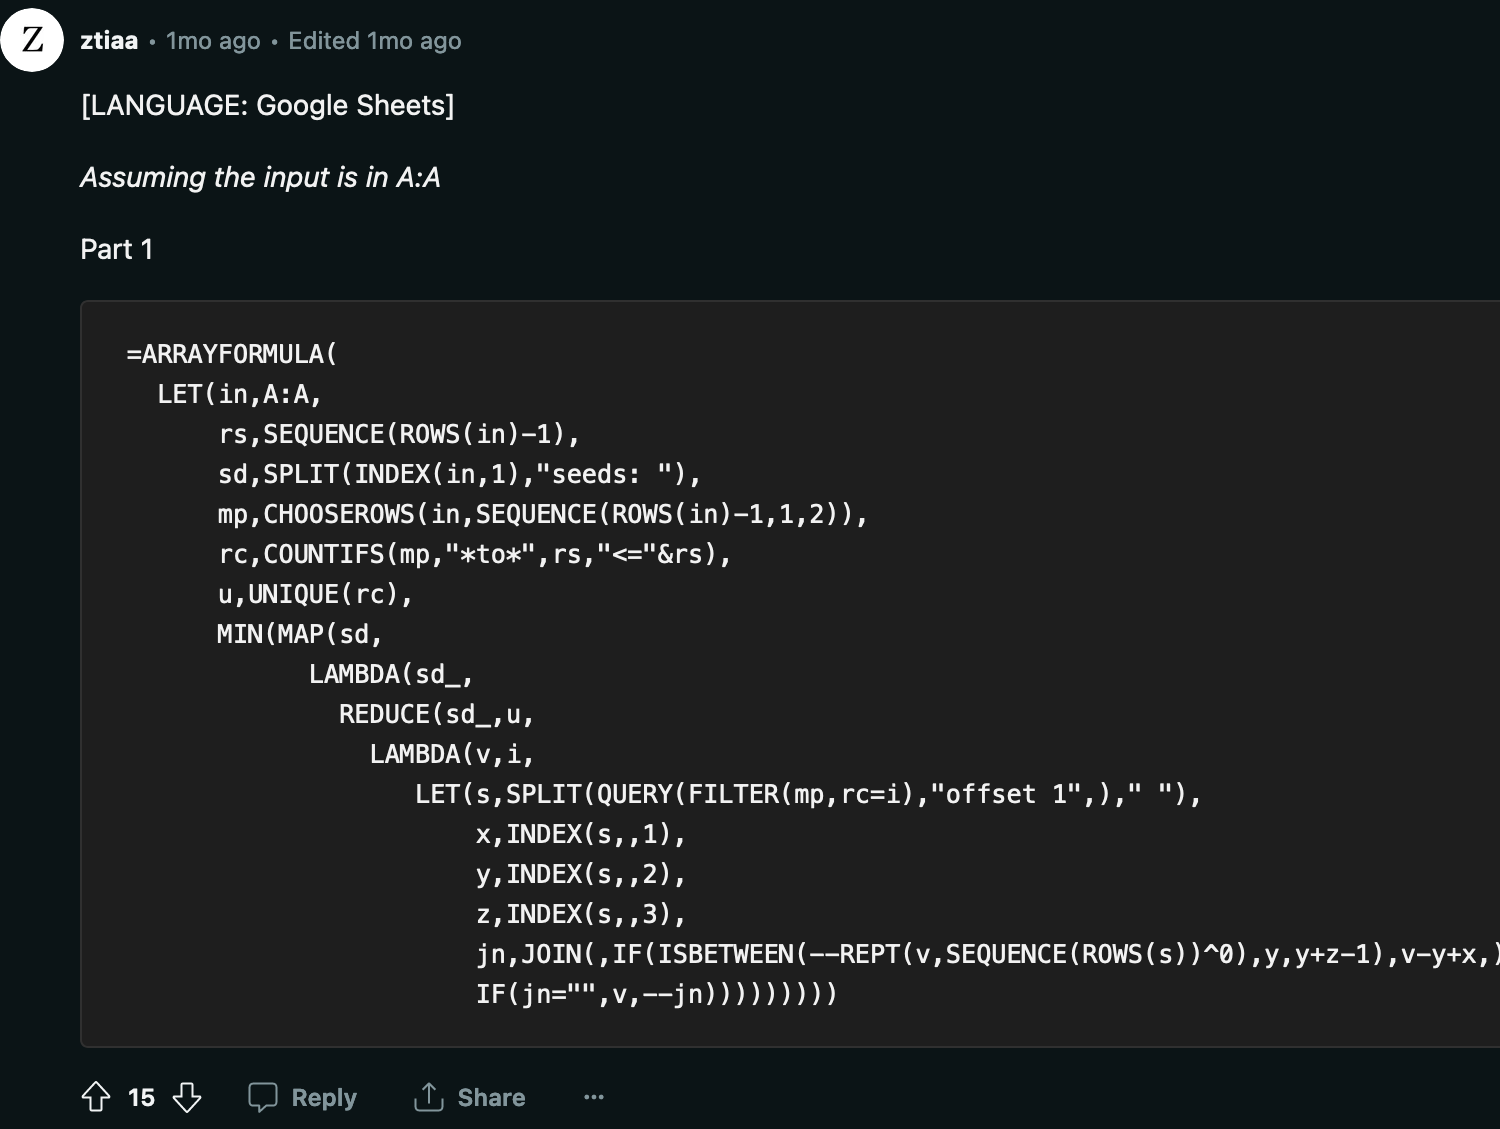 Z ztiaa • 1mo ago • Edited 1mo ago
[LANGUAGE: Google Sheets]
Assuming the input is in A:A
Part 1
=ARRAYFORMULA(
LET(in,A:A,
rs,SEQUENCE(ROWS(in)-1),
sd,SPLIT(INDEX(in,1),"seeds: "),
mp,CHOOSEROWS(in,SEQUENCE(ROWS(in)-1,1,2)),
rc,COUNTIFS(mp,"*to*",rs,"<="&rs),
u,UNIQUE(rc),
MIN(MAP(sd,
LAMBDA(sd_,
REDUCE(sd_,u,
LAMBDA(v,i,
LET(s,SPLIT(QUERY(FILTER(mp,rc=i),"offset 1",)," "),
x,INDEX(s,,1),
y,INDEX(s,,2),
z,INDEX(s,,3),
jn,JOIN(,IF(ISBETWEEN(--REPT(v,SEQUENCE(ROWS(s))^0),y,y+z-1),v-y+x,)
IF(jn="",v,--jn)))))))))
15 Reply Share ...